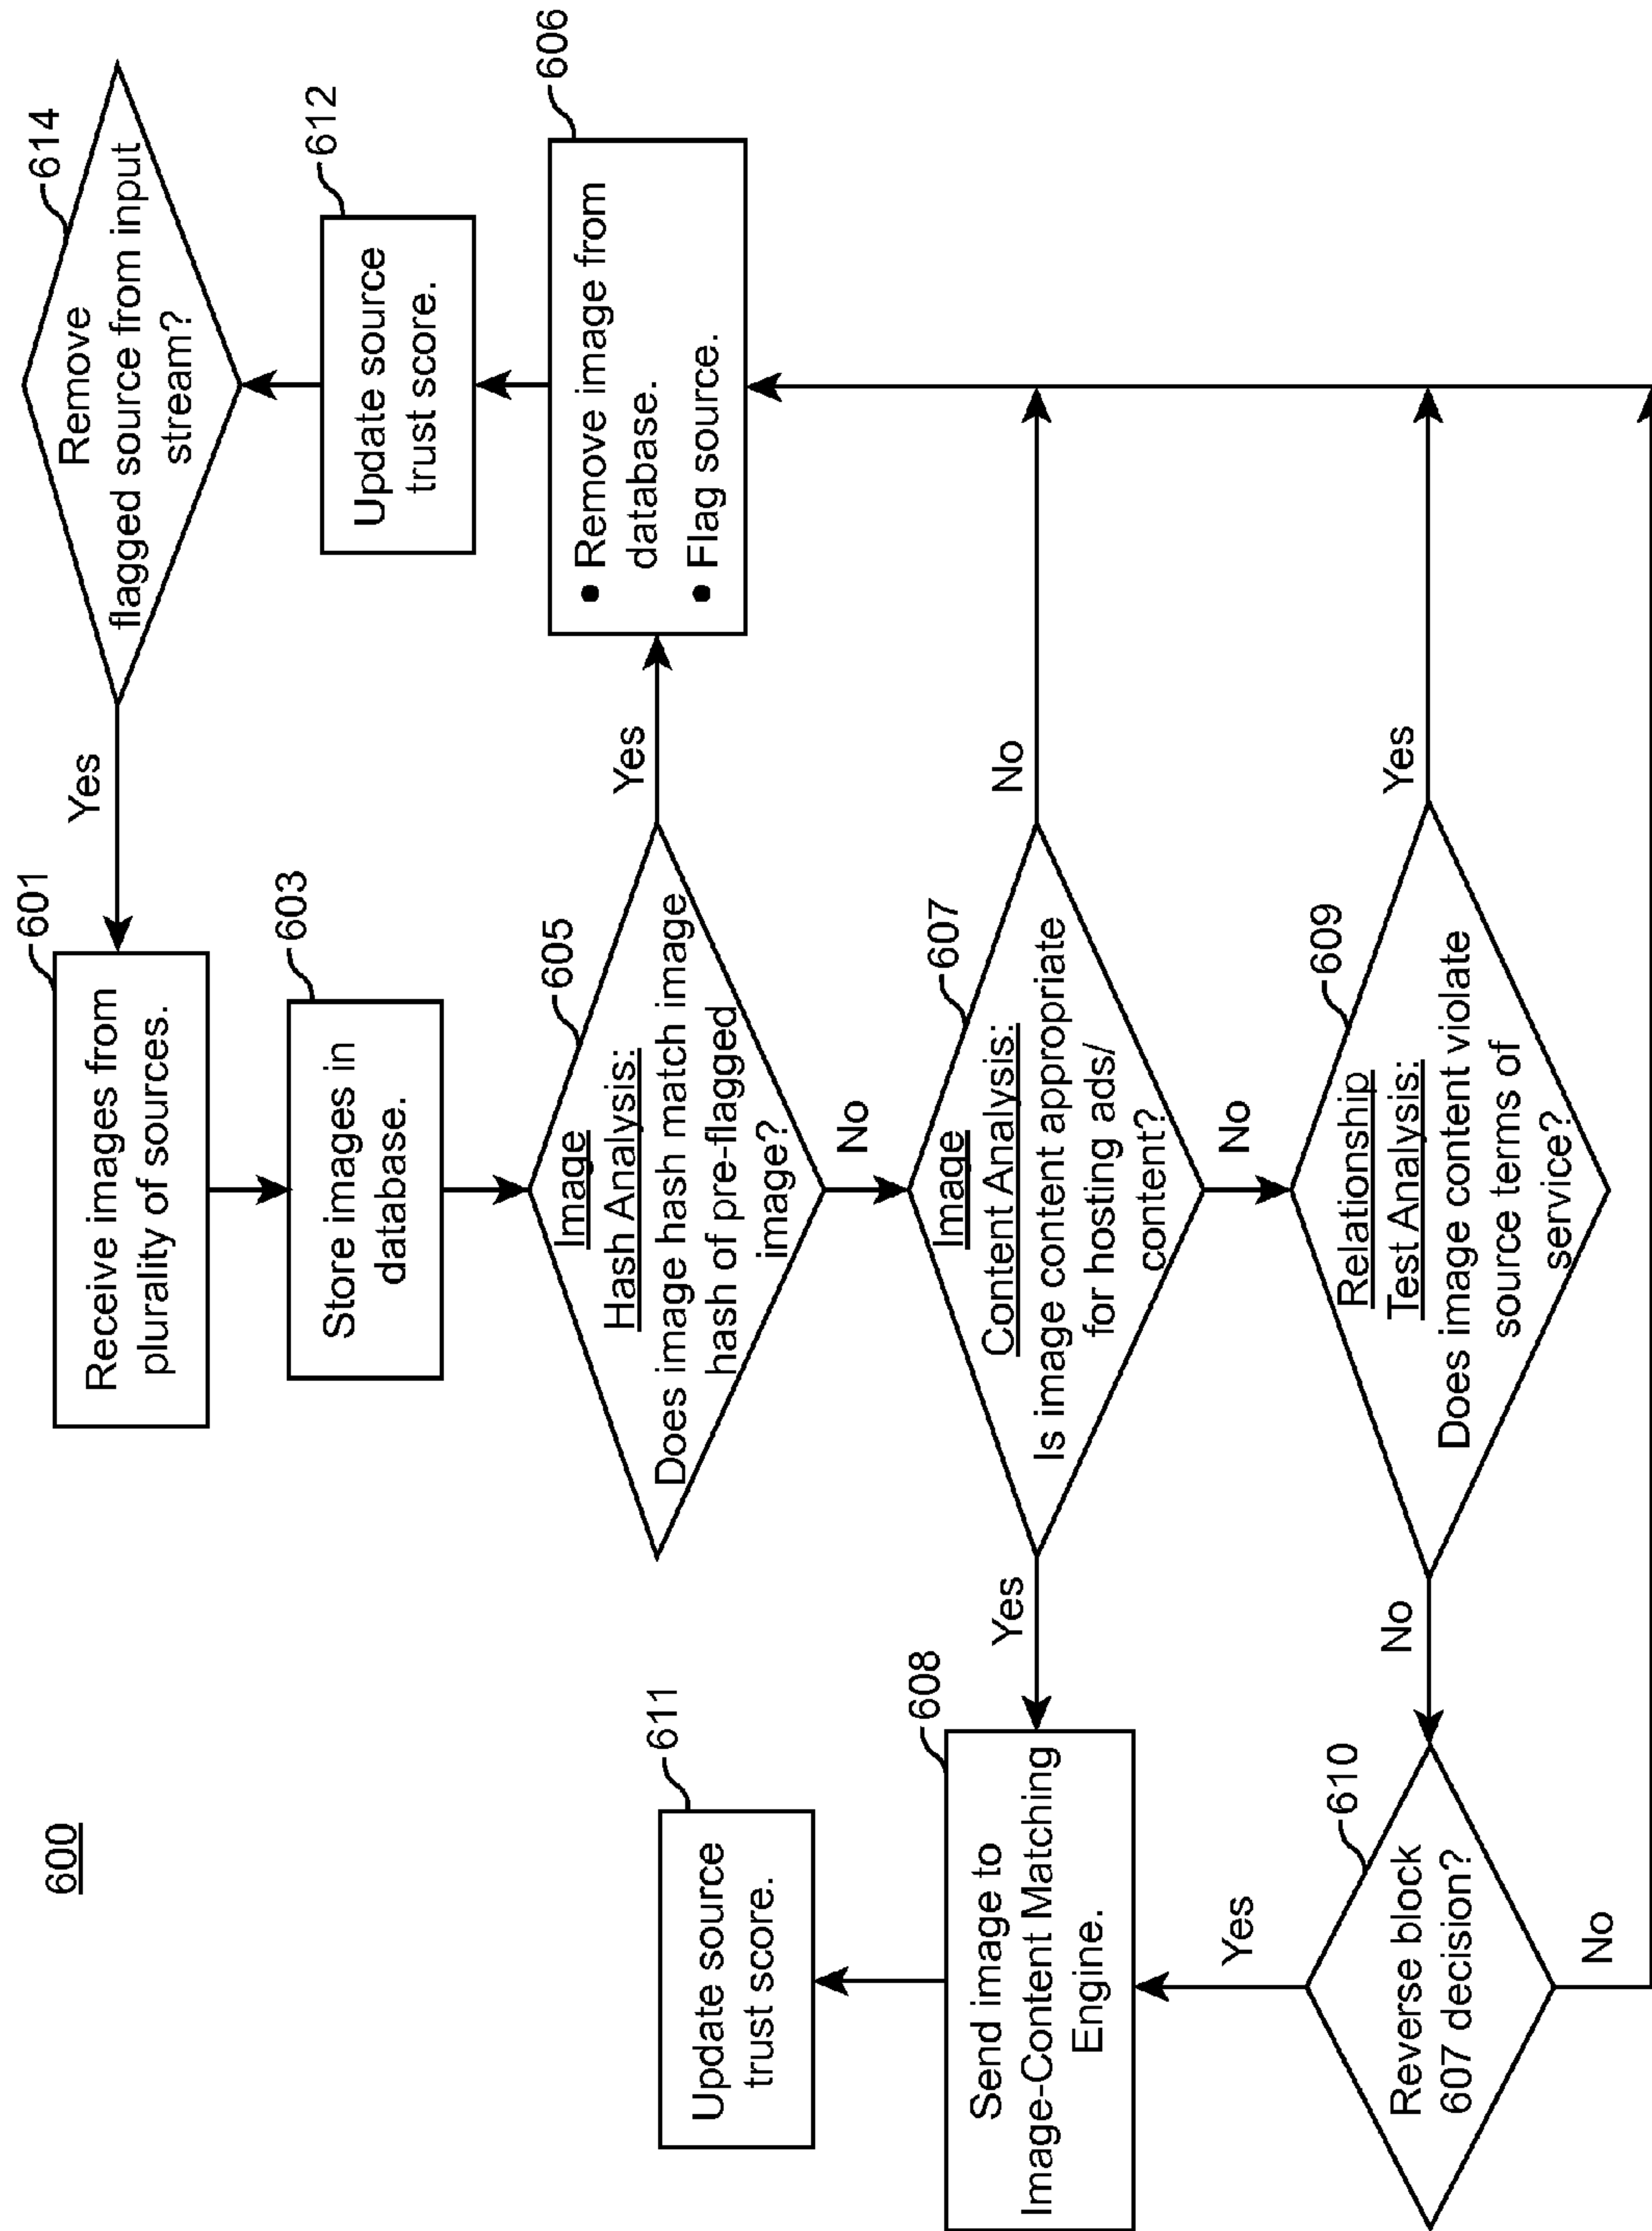 600
601
Receive images from
plurality of sources.
Yes
614
Remove
flagged source from input
stream?
603
Store images in
database.
612
Update source
trust score.
605
Image
Hash Analysis:
Does image hash match image
hash of pre-flagged
image?
Yes
606
• Remove image from
database.
• Flag source.
No
611
Update source
trust score.
608
Send image to
Image-Content Matching
Engine.
Yes
607
Image
Content Analysis:
Is image content appropriate
for hosting ads/
content?
No
No
610
Reverse block
607 decision?
Yes
No
No
609
Relationship
Test Analysis:
Does image content violate
source terms of
service?
Yes